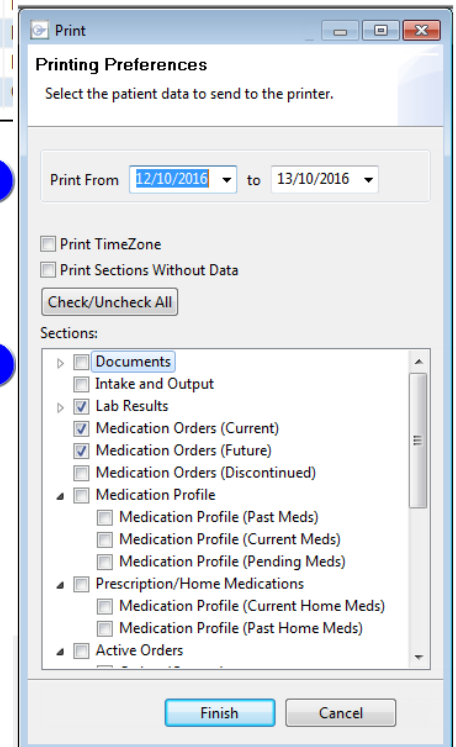 Print
Printing Preferences
Select the patient data to send to the printer.
Print From 12/10/2016 to 13/10/2016
Print TimeZone
Print Sections Without Data
Check/Uncheck All
Sections:
Documents
Intake and Output
Lab Results
Medication Orders (Current)
Medication Orders (Future)
Medication Orders (Discontinued)
Medication Profile
Medication Profile (Past Meds)
Medication Profile (Current Meds)
Medication Profile (Pending Meds)
Prescription/Home Medications
Medication Profile (Current Home Meds)
Medication Profile (Past Home Meds)
Active Orders
Finish Cancel